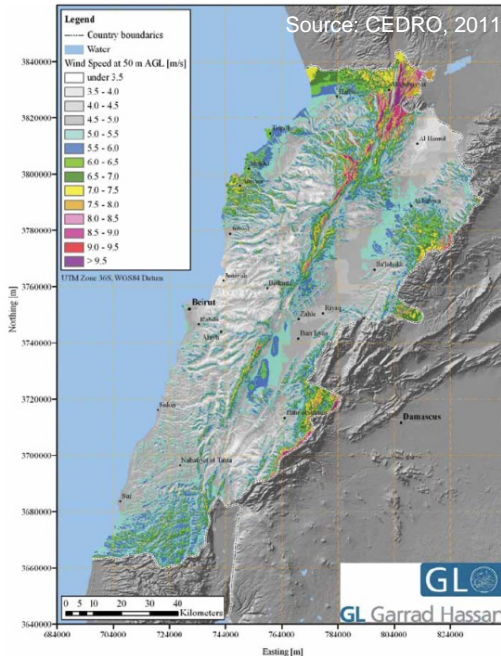 Source: CEDRO, 2011
Legend
Country boundaries
Water
Wind Speed at 50 m AGL [m/s]
under 3.5
3.5 - 4.0
4.0 - 4.5
4.5 - 5.0
5.0 - 5.5
5.5 - 6.0
6.0 - 6.5
6.5 - 7.0
7.0 - 7.5
7.5 - 8.0
8.0 - 8.5
8.5 - 9.0
9.0 - 9.5
> 9.5
UTM Zone 36S, WGS84 Datum
Al Hirmil
Beirut
Zahle
Riyaq
Damascus
Sidon
Sur
Northing [m]
3840000
3820000
3800000
3780000
3760000
3740000
3720000
3700000
3680000
3660000
3640000
0 5 10 20 30 40
Kilometers
GL
GL Garrad Hassan
684000 704000 724000 744000 764000 784000 804000 824000
Easting [m]